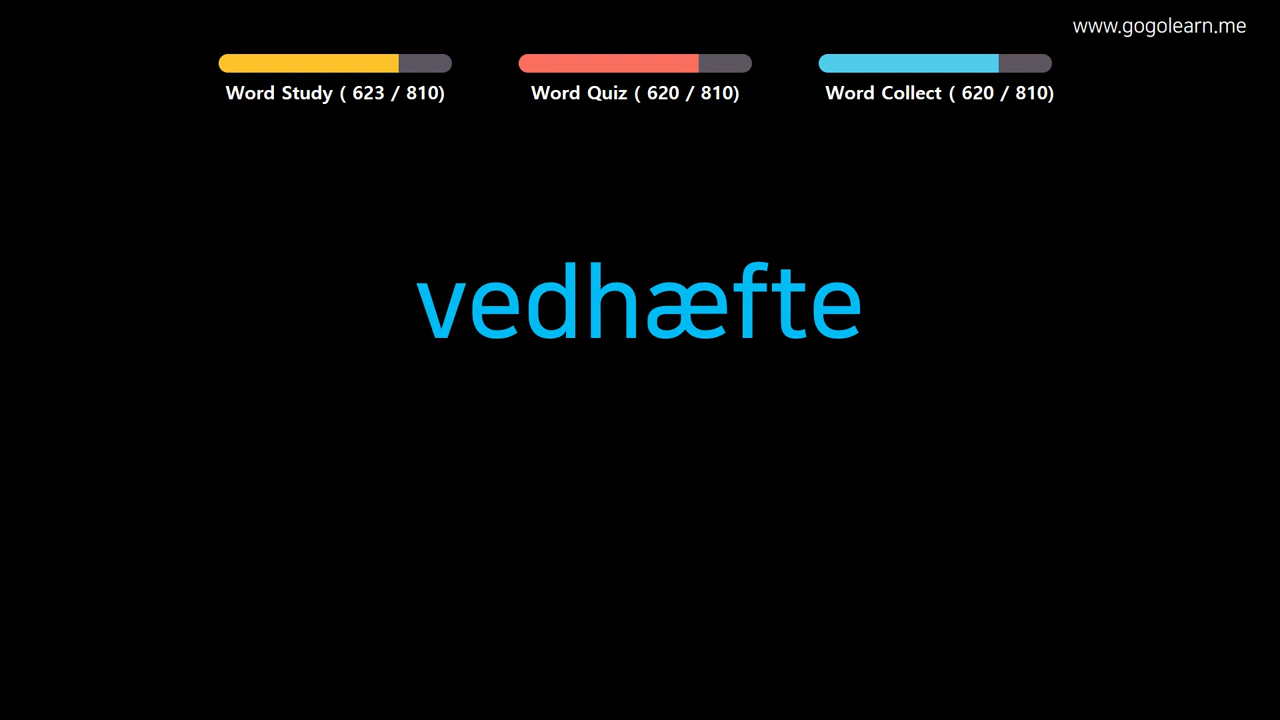 www.gogolearn.me
Word Study ( 623 / 810)
Word Quiz ( 620 / 810)
Word Collect ( 620 / 810)
vedhæfte